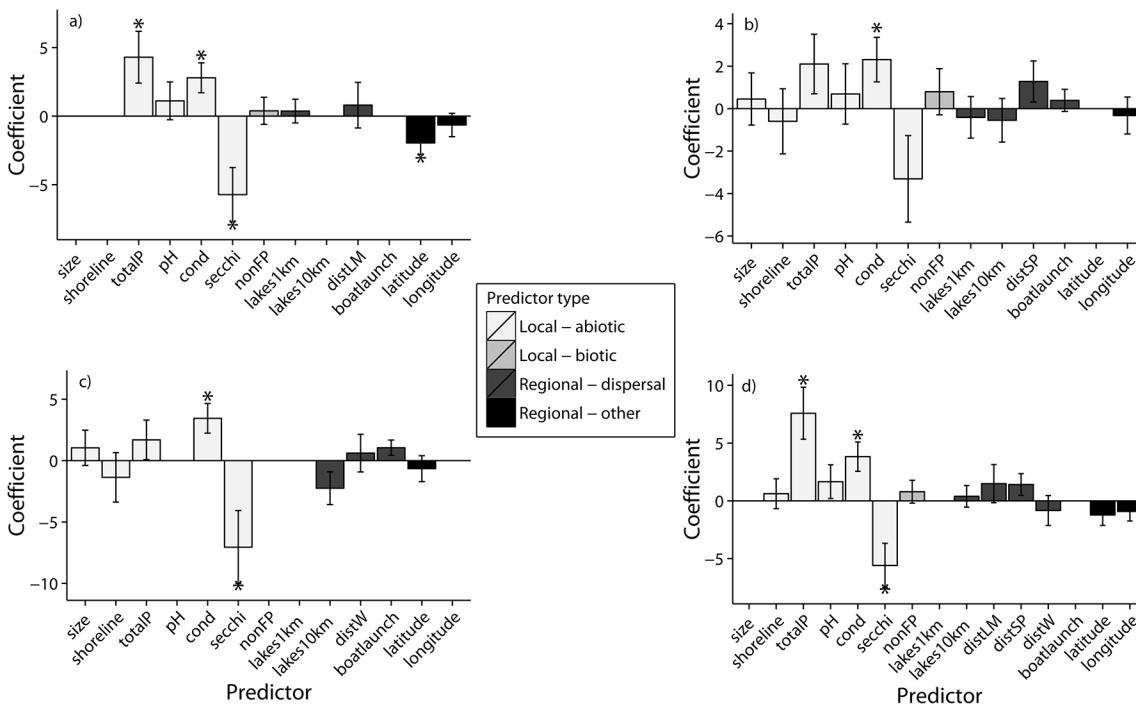 a)
Coefficient
5
0
−5
*
*
*
*
size
shoreline
totalP
pH
cond
secchi
nonFP
lakes1km
lakes10km
distLM
boatlaunch
latitude
longitude
b)
Coefficient
4
2
0
−2
−4
−6
*
size
shoreline
totalP
pH
cond
secchi
nonFP
lakes1km
lakes10km
distSP
boatlaunch
latitude
longitude
Predictor type
Local − abiotic
Local − biotic
Regional − dispersal
Regional − other
c)
Coefficient
5
0
−5
−10
*
*
size
shoreline
totalP
pH
cond
secchi
nonFP
lakes1km
lakes10km
distW
boatlaunch
latitude
longitude
Predictor
d)
Coefficient
10
5
0
−5
*
*
*
size
shoreline
totalP
pH
cond
secchi
nonFP
lakes1km
lakes10km
distLM
distSP
distW
boatlaunch
latitude
longitude
Predictor